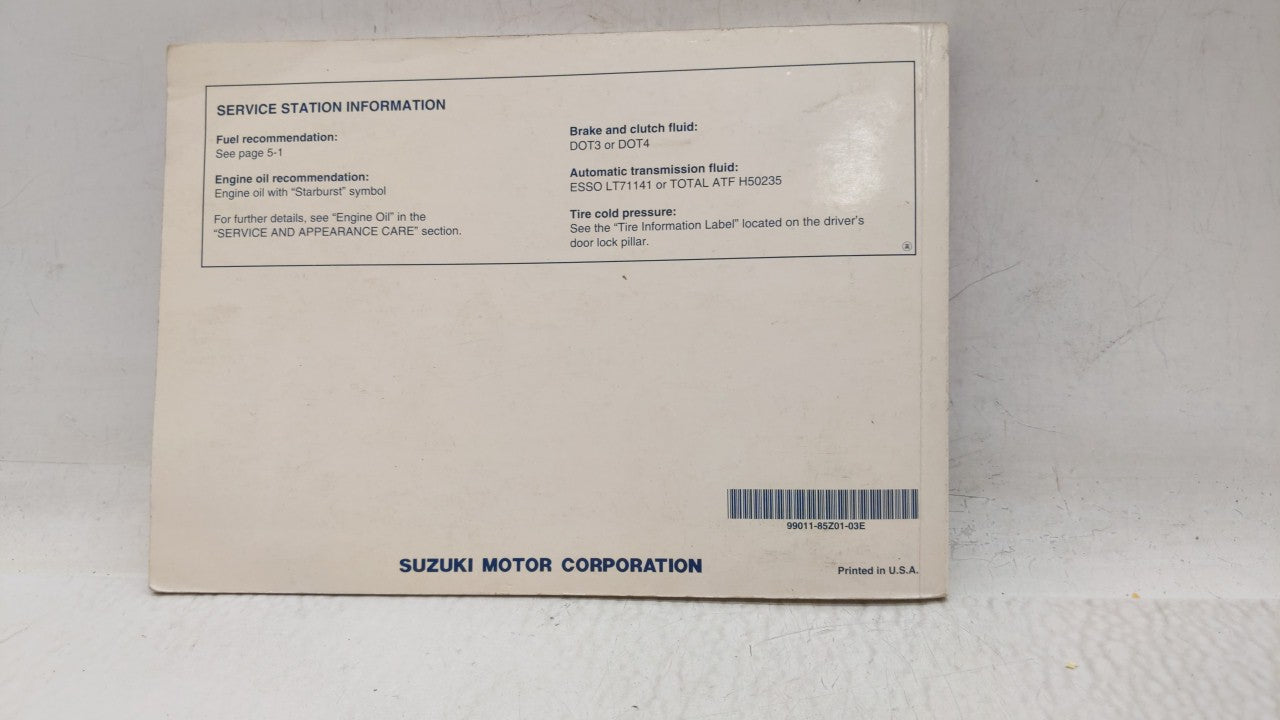 SERVICE STATION INFORMATION
Fuel recommendation:
See page 5-1
Engine oil recommendation:
Engine oil with “Starburst” symbol
For further details, see “Engine Oil” in the
“SERVICE AND APPEARANCE CARE” section.
Brake and clutch fluid:
DOT3 or DOT4
Automatic transmission fluid:
ESSO LT71141 or TOTAL ATF H50235
Tire cold pressure:
See the “Tire Information Label” located on the driver’s
door lock pillar.
99011-85Z01-03E
SUZUKI MOTOR CORPORATION
Printed in U.S.A.